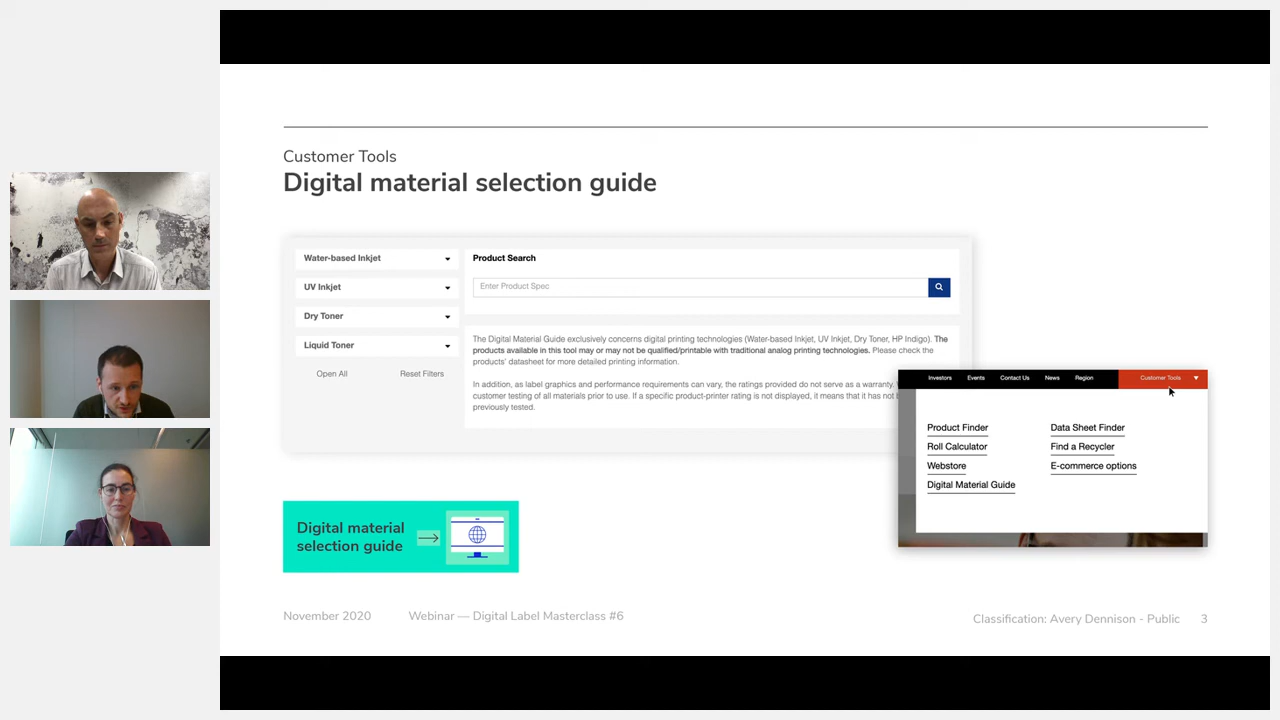 Customer Tools
Digital material selection guide
Water-based Inkjet
UV Inkjet
Dry Toner
Liquid Toner
Open All
Reset Filters
Product Search
Enter Product Spec
The Digital Material Guide exclusively concerns digital printing technologies (Water-based Inkjet, UV Inkjet, Dry Toner, HP Indigo). The
products available in this tool may or may not be qualified/printable with traditional analog printing technologies. Please check the
products' datasheet for more detailed printing information.
In addition, as label graphics and performance requirements can vary, the ratings provided do not serve as a warranty.
customer testing of all materials prior to use. If a specific product-printer rating is not displayed, it means that it has not
previously tested.
Investors
Events
Contact Us
News
Region
Customer Tools
Product Finder
Data Sheet Finder
Roll Calculator
Find a Recycler
Webstore
E-commerce options
Digital Material Guide
Digital material
selection guide
November 2020
Webinar — Digital Label Masterclass #6
Classification: Avery Dennison - Public
3